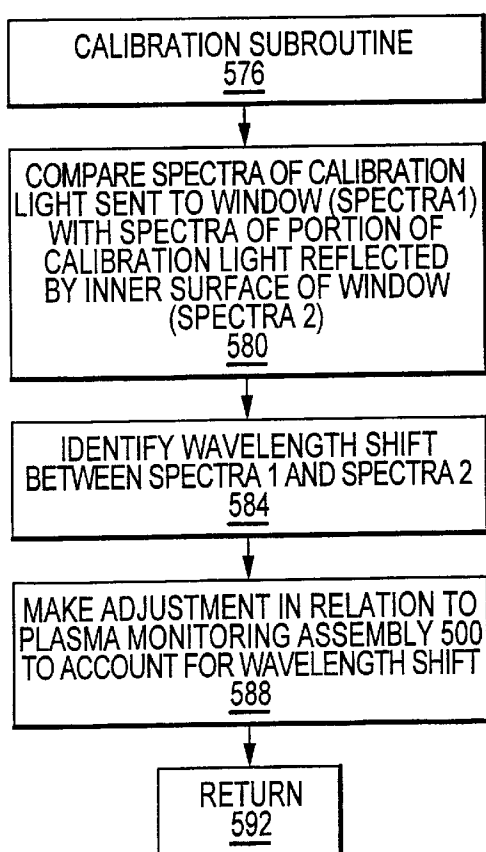 CALIBRATION SUBROUTINE
576
COMPARE SPECTRA OF CALIBRATION
LIGHT SENT TO WINDOW (SPECTRA1)
WITH SPECTRA OF PORTION OF
CALIBRATION LIGHT REFLECTED
BY INNER SURFACE OF WINDOW
(SPECTRA 2)
580
IDENTIFY WAVELENGTH SHIFT
BETWEEN SPECTRA 1 AND SPECTRA 2
584
MAKE ADJUSTMENT IN RELATION TO
PLASMA MONITORING ASSEMBLY 500
TO ACCOUNT FOR WAVELENGTH SHIFT
588
RETURN
592